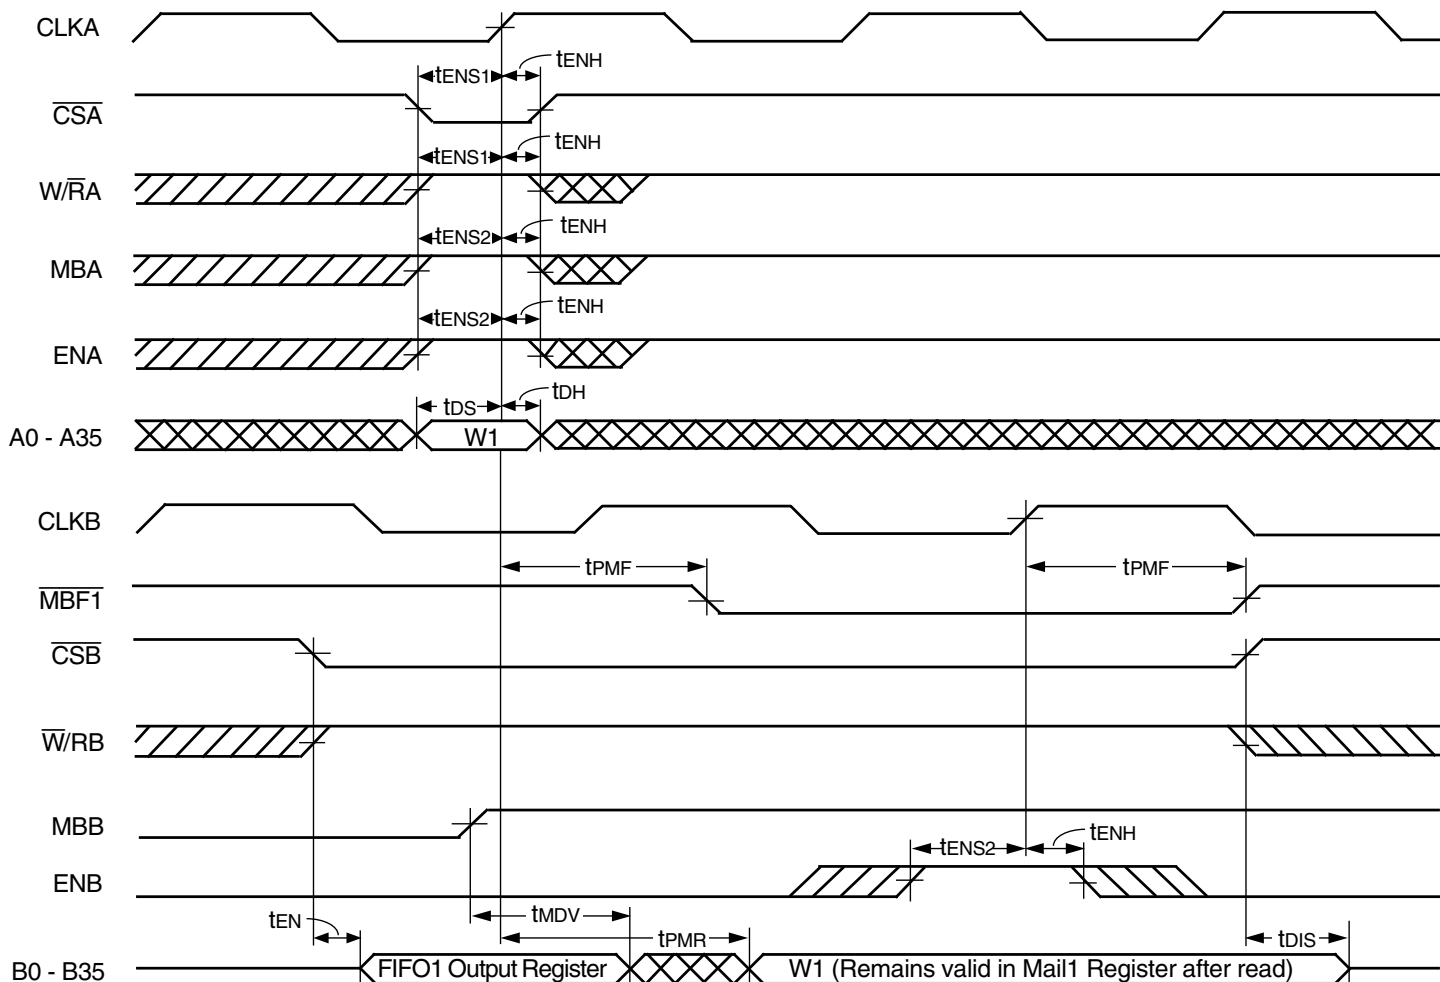 CLKA
tENS1 tENH
CSA
tENS1 tENH
W/RA
tENS2 tENH
MBA
tENS2 tENH
ENA
tDS tDH
A0 - A35 W1
CLKB
tPMF tPMF
MBF1
CSB
W/RB
MBB
tENS2 tENH
ENB
tEN tMDV
tPMR tDIS
B0 - B35 FIFO1 Output Register W1 (Remains valid in Mail1 Register after read)